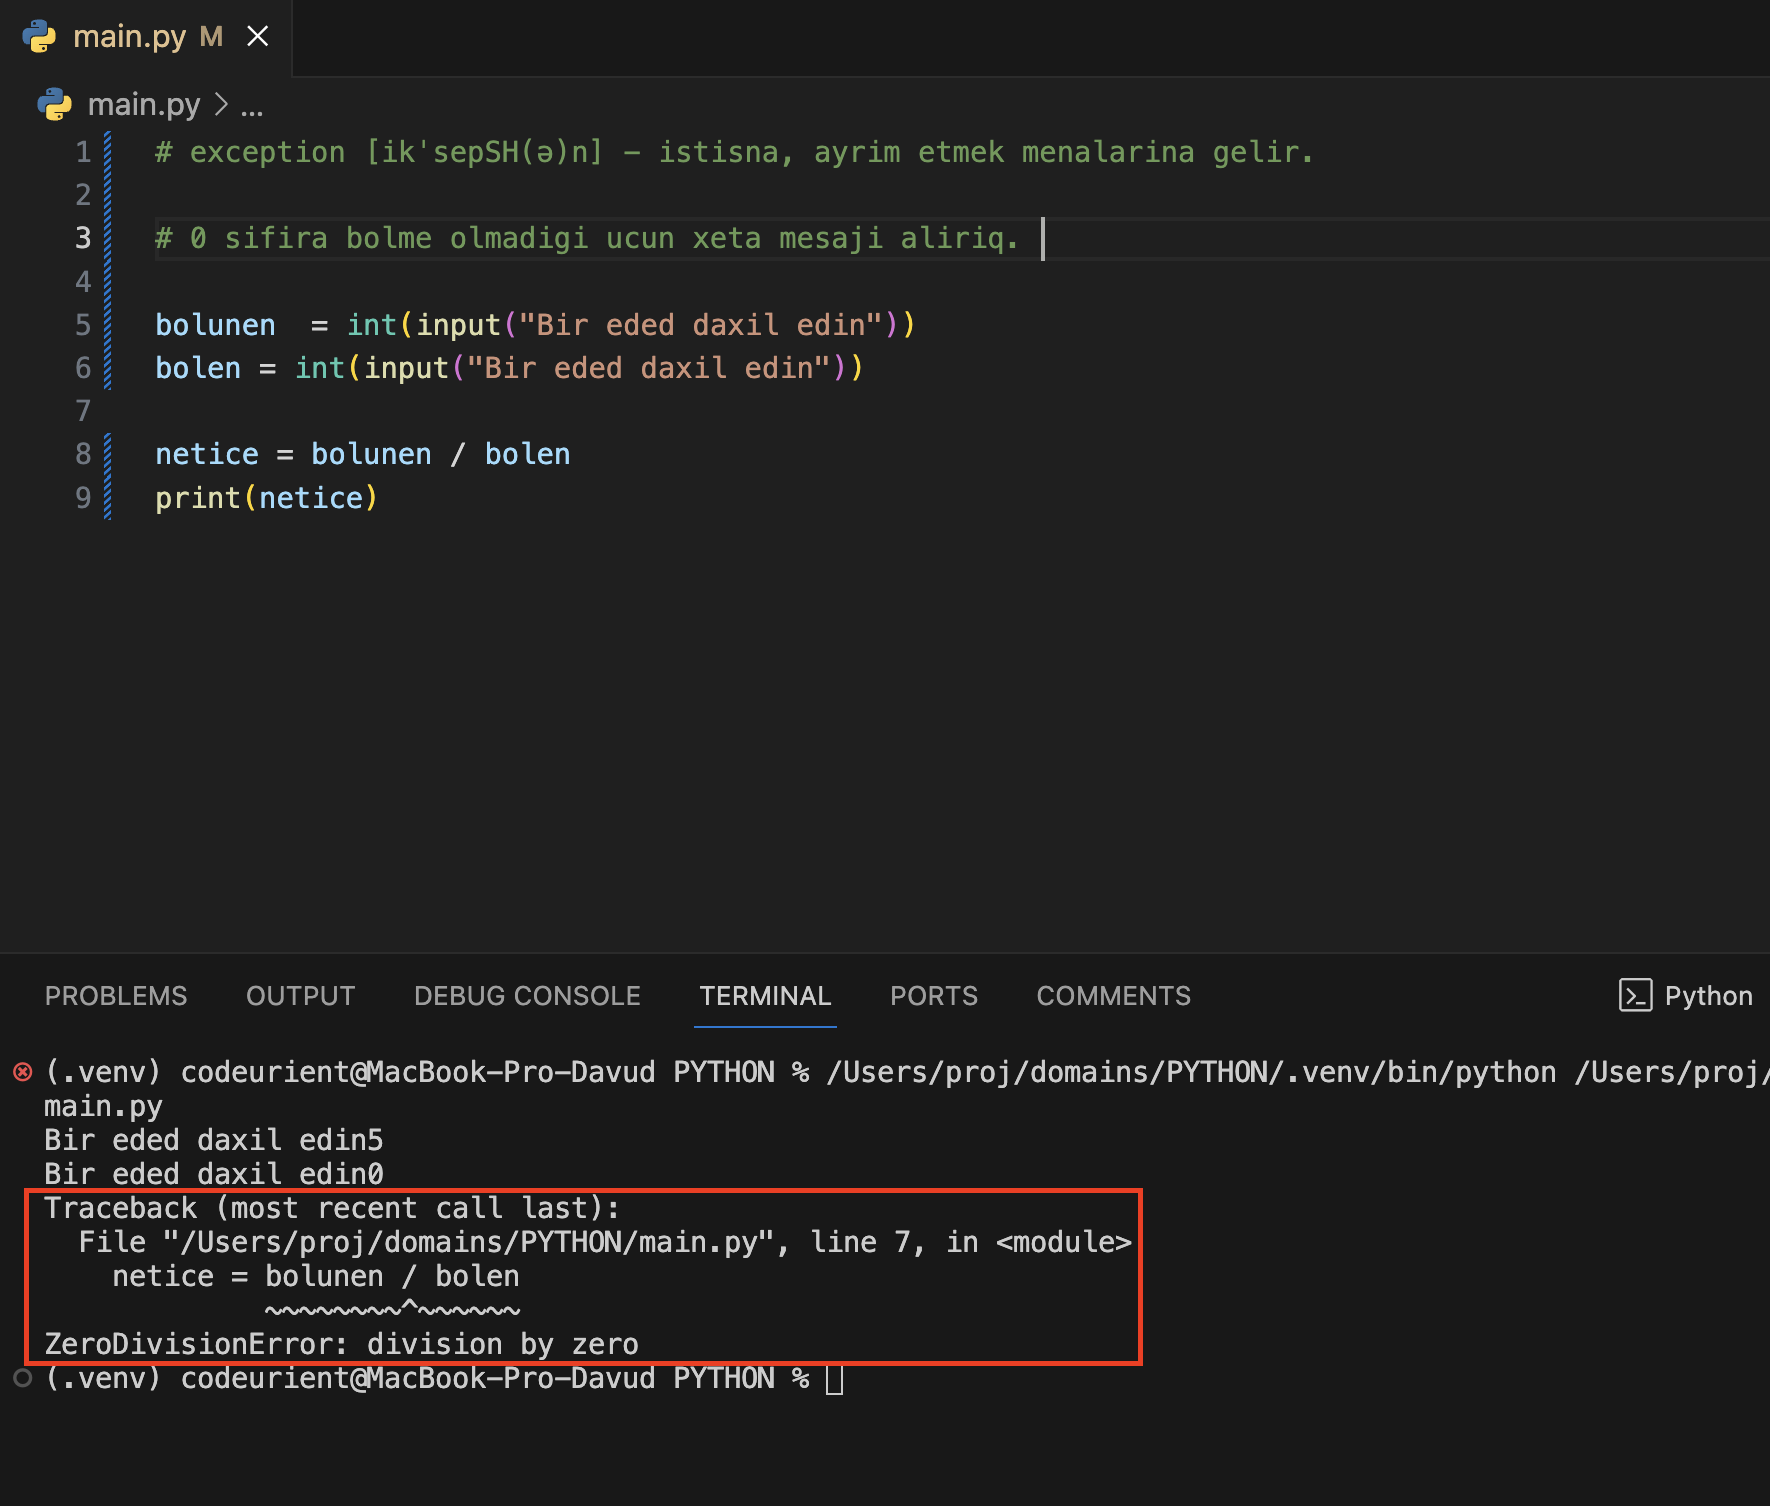 main.py M
main.py > ...
1 # exception [ik'sepSH(ə)n] – istisna, ayrim etmek menalarina gelir.
2
3 # 0 sifira bolme olmadigi ucun xeta mesaji aliriq.
4
5 bolunen  = int(input("Bir eded daxil edin"))
6 bolen = int(input("Bir eded daxil edin"))
7
8 netice = bolunen / bolen
9 print(netice)
PROBLEMS OUTPUT DEBUG CONSOLE TERMINAL PORTS COMMENTS Python
(.venv) codeurient@MacBook-Pro-Davud PYTHON % /Users/proj/domains/PYTHON/.venv/bin/python /Users/proj/
main.py
Bir eded daxil edin5
Bir eded daxil edin0
Traceback (most recent call last):
  File "/Users/proj/domains/PYTHON/main.py", line 7, in <module>
    netice = bolunen / bolen
             ~~~~~~~~^~~~~~~
ZeroDivisionError: division by zero
(.venv) codeurient@MacBook-Pro-Davud PYTHON %